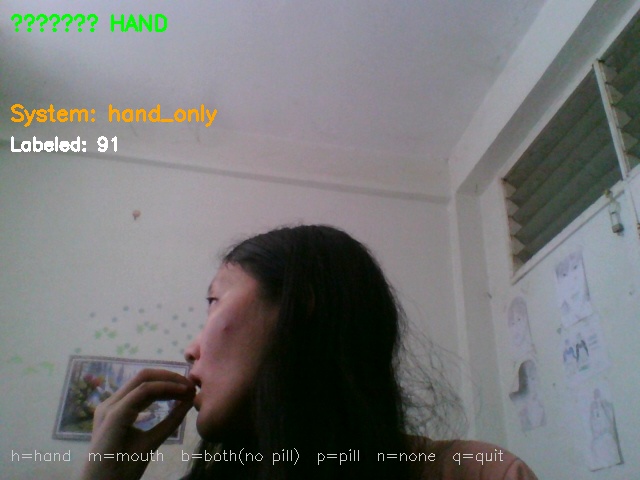 ??????? HAND
System: hand_only
Labeled: 91
h=hand m=mouth b=both(no pill) p=pill n=none q=quit